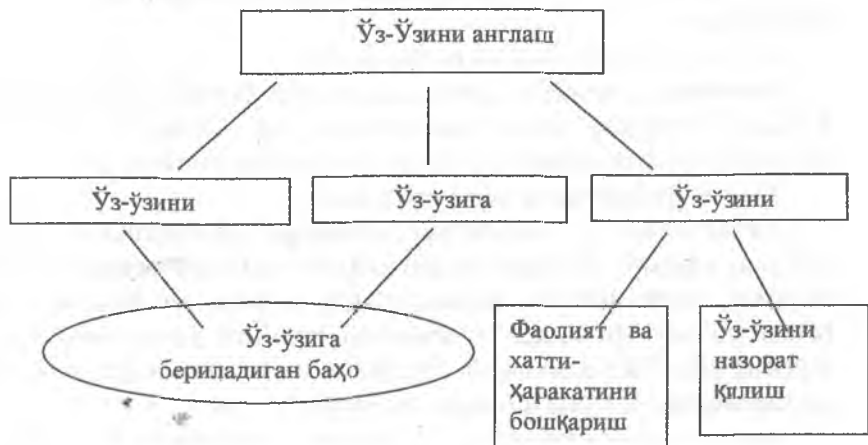 Ўз-Ўзини англаш
Ўз-ўзини
Ўз-ўзига
Ўз-ўзини
Ўз-ўзига
бериладиган баҳо
Фаолият ва
хатти-
ҳаракатини
бошқариш
Ўз-ўзини
назорат
қилиш